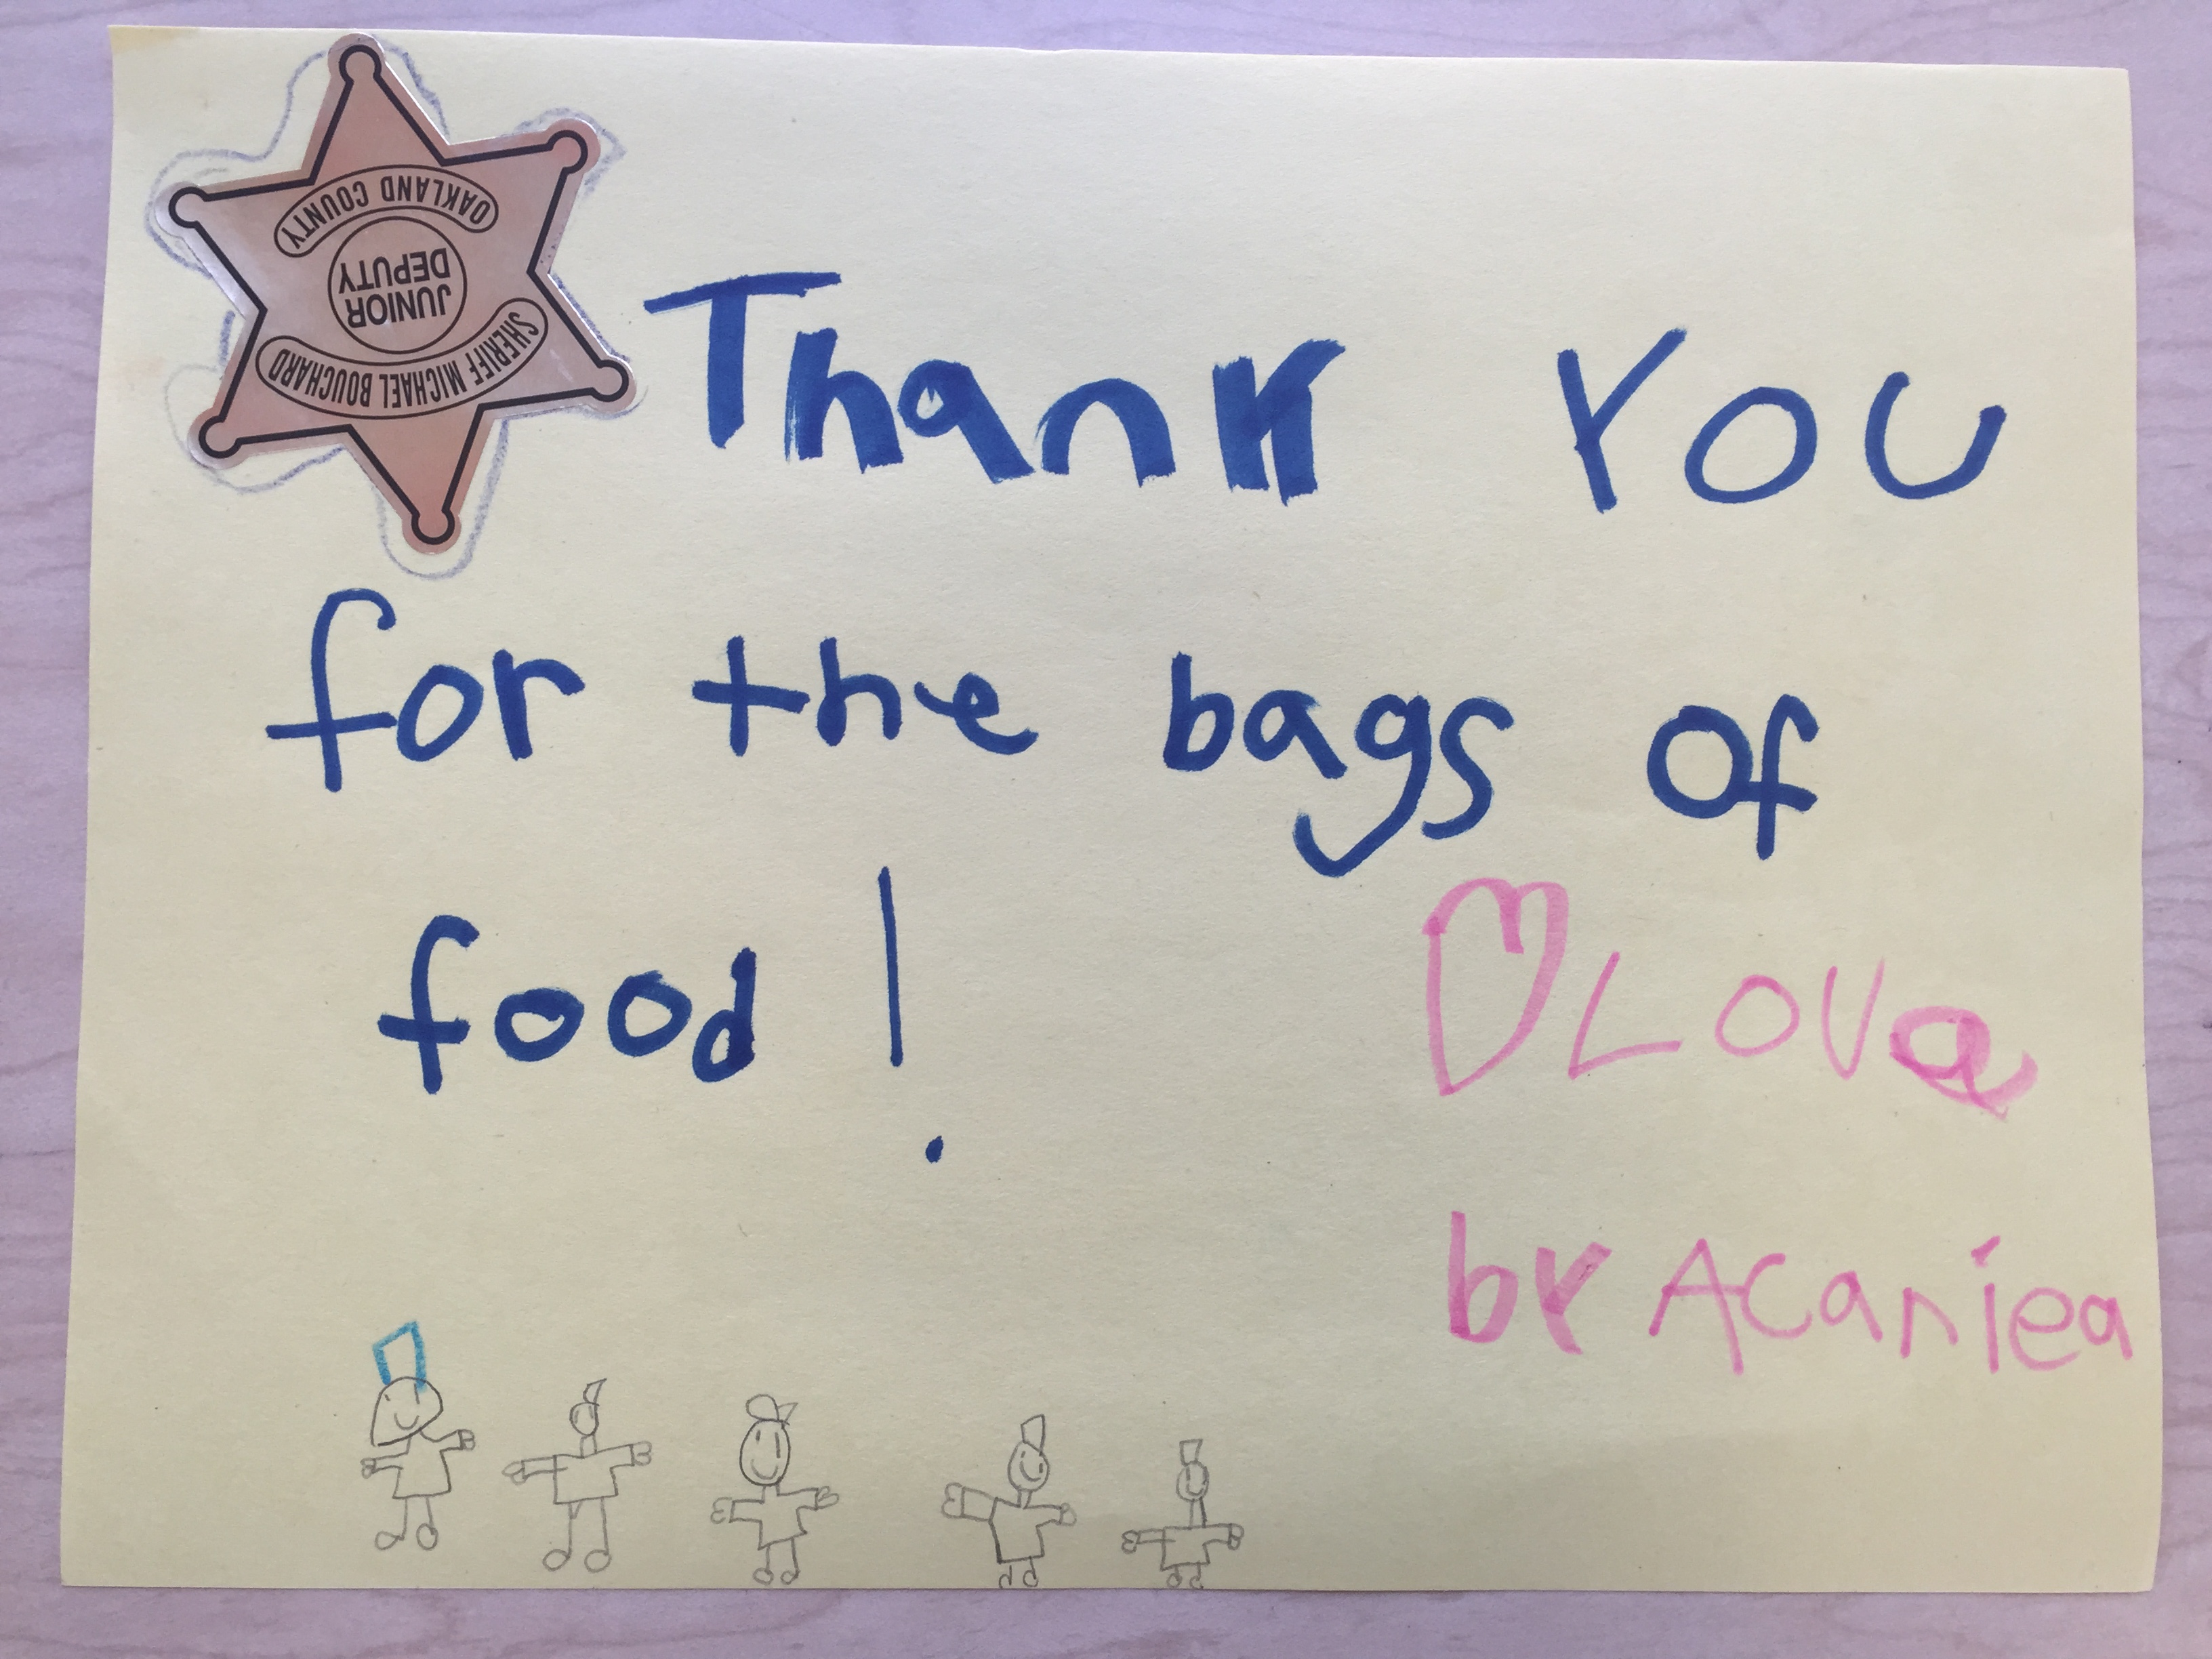 OAKLAND COUNTY
JUNIOR
DEPUTY
SHERIFF MICHAEL BOUCHARD
Thank YOU
for the bags of
food!
Love
by Acaniea